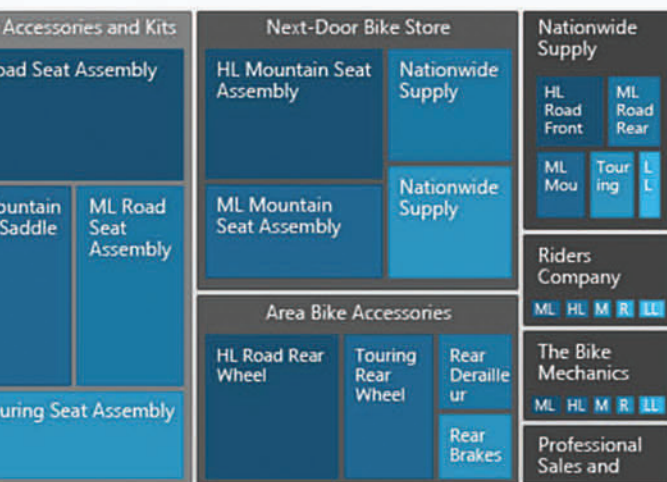 Accessories and Kits
oad Seat Assembly
ountain
Saddle
ML Road
Seat
Assembly
uring Seat Assembly
Next-Door Bike Store
HL Mountain Seat
Assembly
Nationwide
Supply
ML Mountain
Seat Assembly
Nationwide
Supply
Area Bike Accessories
HL Road Rear
Wheel
Touring
Rear
Wheel
Rear
Deraille
ur
Rear
Brakes
Nationwide
Supply
HL
Road
Front
ML
Road
Rear
ML
Mou
Tour
ing
L
L
Riders
Company
ML HL M R LL
The Bike
Mechanics
ML HL M R LL
Professional
Sales and